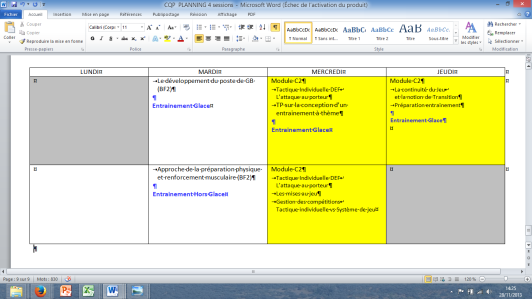 CQP PLANNING 4 sessions - Microsoft Word (Échec de l'activation du produit)
Fichier Accueil Insertion Mise en page Références Publipostage Révision Affichage PDF
Coller
Couper
Copier
Reproduire la mise en forme
Calibri (Corp 11
AaBbCcDc AaBbCcDc AaBbC AaBbCc AaB AaBbCc
¶ Normal ¶ Sans int... Titre 1 Titre 2 Titre Sous-titre
Modifier les styles
Rechercher
Remplacer
Sélectionner
Presse-papiers Police Paragraphe Style Modification
LUNDI¤ MARDI¤ MERCREDI¤ JEUDI¤
→Le·développement·du·poste·de·GB·
(BF2)¶
¶
Entrainement·Glace¤
Module·C2¶
→Tactique·Individuelle·DEF↵
L'attaque·au·porteur¶
→TP·sur·la·conception·d'un·
entrainement·à·thème¶
¶
Entrainement·Glace¤
Module·C2¶
→La·continuité·du·Jeu↵
et·la·notion·de·Transition¶
→Préparation·entrainement¶
¶
Entrainement·Glace¶
¤
→Approche·de·la·préparation·physique·
et·renforcement·musculaire·(BF2)¶
¶
Entrainement·Hors·Glace¤
Module·C2¶
→Tactique·Individuelle·DEF↵
L'attaque·au·porteur¶
→Les·mises·au·jeu¶
→Gestion·des·compétitions↵
Tactique·individuelle·vs·Système·de·jeu¤
¶
Page : 9 sur 9 Mots : 830 120 %
14:25
28/11/2013